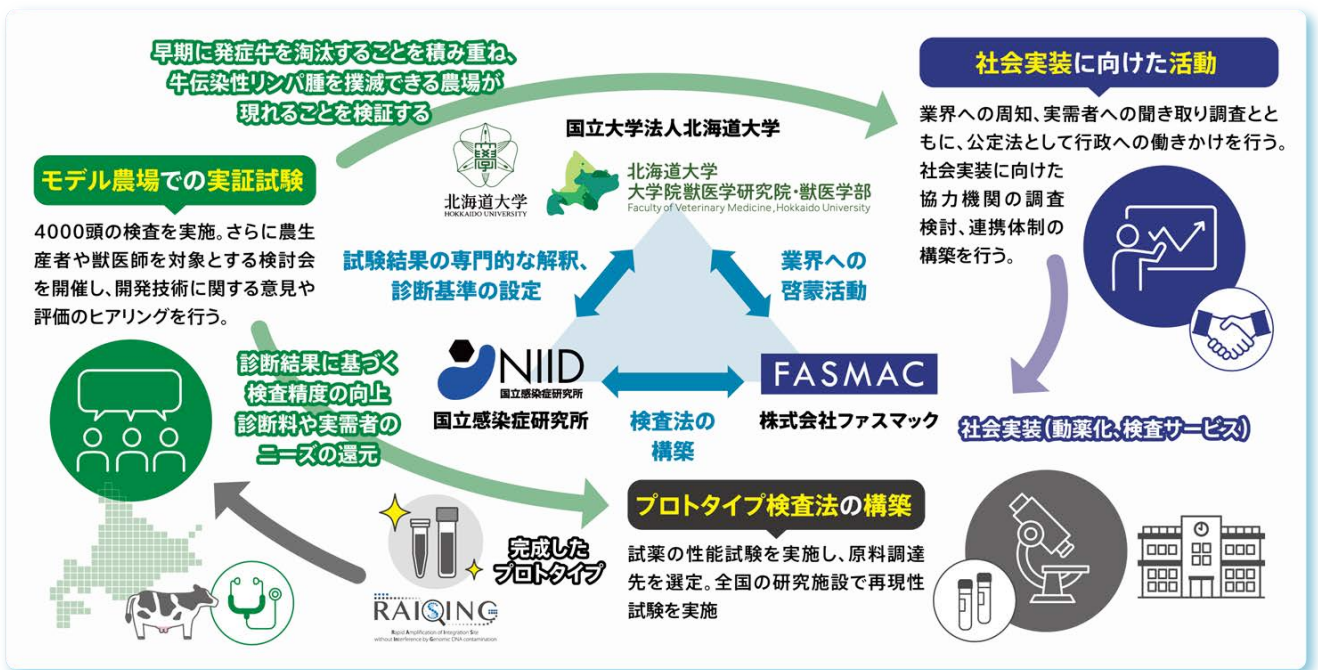 早期に発症牛を淘汰することを積み重ね、
牛伝染性リンパ腫を撲滅できる農場が
現れることを検証する
社会実装に向けた活動
業界への周知、実需者への聞き取り調査とと
もに、公定法として行政への働きかけを行う。
社会実装に向けた
協力機関の調査
検討、連携体制の
構築を行う。
国立大学法人北海道大学
北海道大学
HOKKAIDO UNIVERSITY
北海道大学
大学院獣医学研究院・獣医学部
Faculty of Veterinary Medicine, Hokkaido University
モデル農場での実証試験
4000頭の検査を実施。さらに農生
産者や獣医師を対象とする検討会
を開催し、開発技術に関する意見や
評価のヒアリングを行う。
試験結果の専門的な解釈、
診断基準の設定
業界への
啓蒙活動
診断結果に基づく
検査精度の向上
診断料や実需者の
ニーズの還元
NIID
国立感染症研究所
国立感染症研究所
検査法の
構築
FASMAC
株式会社ファスマック
社会実装(動薬化、検査サービス)
プロトタイプ検査法の構築
試薬の性能試験を実施し、原料調達
先を選定。全国の研究施設で再現性
試験を実施
完成した
プロトタイプ
RAISING
Rapid Amplification of Integration Site
without Interference by Genomic DNA contamination